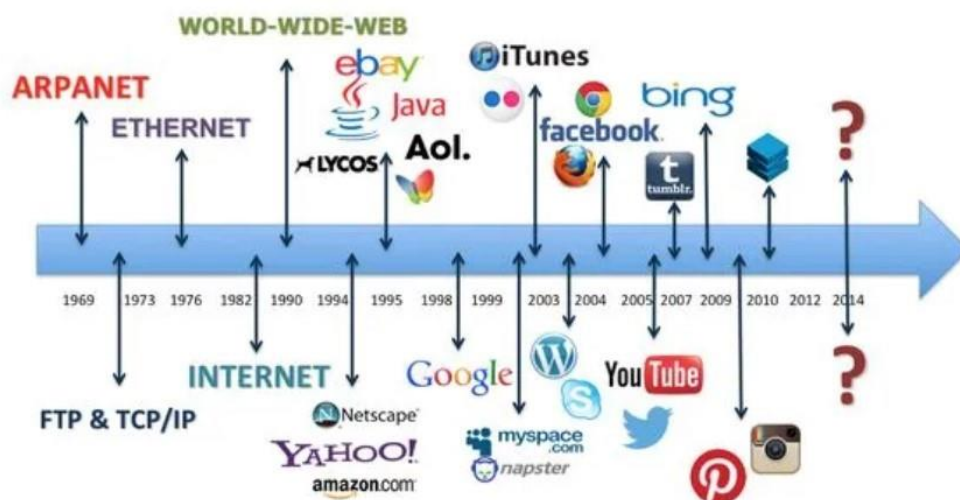 WORLD-WIDE-WEB
ARPANET
ETHERNET
ebay
Java
LYCOS
Aol.
iTunes
facebook
bing
tumblr.
?
1969 1973 1976 1982 1990 1994 1995 1998 1999 2003 2004 2005 2007 2009 2010 2012 2014
FTP & TCP/IP
INTERNET
N Netscape
YAHOO!
amazon.com
Google
myspace
.com
napster
W
S
YouTube
?